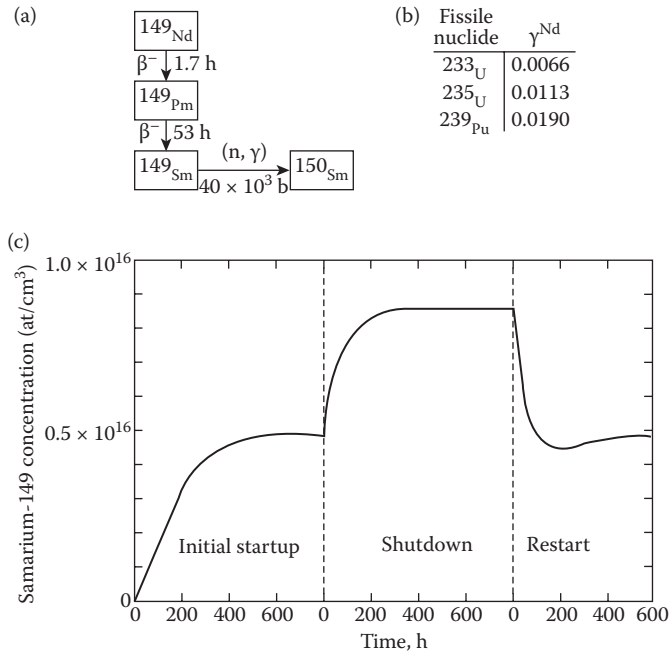 (a)
149Nd
β− 1.7 h
149Pm
β− 53 h
149Sm
(n, γ)
40 × 10³ b
150Sm
(b)
Fissile
nuclide γNd
233U 0.0066
235U 0.0113
239Pu 0.0190
(c)
Samarium-149 concentration (at/cm³)
1.0 × 10¹⁶
0.5 × 10¹⁶
0
Initial startup Shutdown Restart
0 200 400 0 200 400 0 200 400 600
Time, h